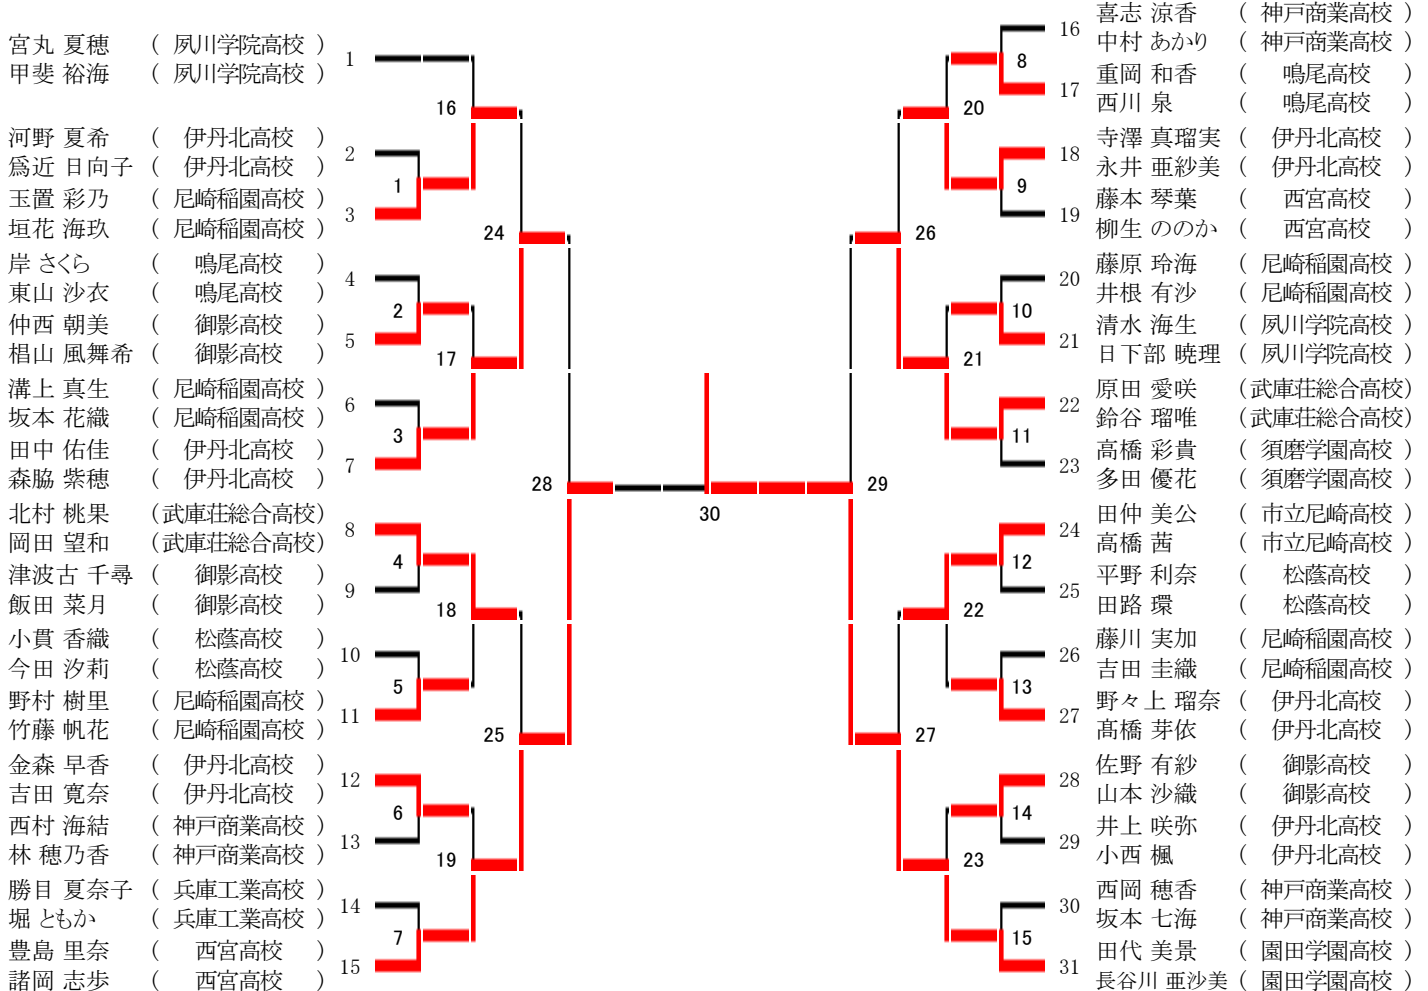 宮丸 夏穂 ( 夙川学院高校 ) 1
甲斐 裕海 ( 夙川学院高校 )
河野 夏希 ( 伊丹北高校 ) 2
爲近 日向子 ( 伊丹北高校 )
玉置 彩乃 ( 尼崎稲園高校 ) 3
垣花 海玖 ( 尼崎稲園高校 )
岸 さくら ( 鳴尾高校 ) 4
東山 沙衣 ( 鳴尾高校 )
仲西 朝美 ( 御影高校 ) 5
椙山 風舞希 ( 御影高校 )
溝上 真生 ( 尼崎稲園高校 ) 6
坂本 花織 ( 尼崎稲園高校 )
田中 佑佳 ( 伊丹北高校 ) 7
森脇 紫穂 ( 伊丹北高校 )
北村 桃果 (武庫荘総合高校) 8
岡田 望和 (武庫荘総合高校)
津波古 千尋 ( 御影高校 ) 9
飯田 菜月 ( 御影高校 )
小貫 香織 ( 松蔭高校 ) 10
今田 汐莉 ( 松蔭高校 )
野村 樹里 ( 尼崎稲園高校 ) 11
竹藤 帆花 ( 尼崎稲園高校 )
金森 早香 ( 伊丹北高校 ) 12
吉田 寛奈 ( 伊丹北高校 )
西村 海結 ( 神戸商業高校 ) 13
林 穂乃香 ( 神戸商業高校 )
勝目 夏奈子 ( 兵庫工業高校 ) 14
堀 ともか ( 兵庫工業高校 )
豊島 里奈 ( 西宮高校 ) 15
諸岡 志歩 ( 西宮高校 )
1
2
3
4
5
6
7
16
17
18
19
24
25
28
30
29
26
27
20
21
22
23
8
9
10
11
12
13
14
15
16 喜志 涼香 ( 神戸商業高校 )
中村 あかり ( 神戸商業高校 )
17 重岡 和香 ( 鳴尾高校 )
西川 泉 ( 鳴尾高校 )
18 寺澤 真瑠実 ( 伊丹北高校 )
永井 亜紗美 ( 伊丹北高校 )
19 藤本 琴葉 ( 西宮高校 )
柳生 ののか ( 西宮高校 )
20 藤原 玲海 ( 尼崎稲園高校 )
井根 有沙 ( 尼崎稲園高校 )
21 清水 海生 ( 夙川学院高校 )
日下部 暁理 ( 夙川学院高校 )
22 原田 愛咲 (武庫荘総合高校)
鈴谷 瑠唯 (武庫荘総合高校)
23 高橋 彩貴 ( 須磨学園高校 )
多田 優花 ( 須磨学園高校 )
24 田仲 美公 ( 市立尼崎高校 )
高橋 茜 ( 市立尼崎高校 )
25 平野 利奈 ( 松蔭高校 )
田路 環 ( 松蔭高校 )
26 藤川 実加 ( 尼崎稲園高校 )
吉田 圭織 ( 尼崎稲園高校 )
27 野々上 瑠奈 ( 伊丹北高校 )
髙橋 芽依 ( 伊丹北高校 )
28 佐野 有紗 ( 御影高校 )
山本 沙織 ( 御影高校 )
29 井上 咲弥 ( 伊丹北高校 )
小西 楓 ( 伊丹北高校 )
30 西岡 穂香 ( 神戸商業高校 )
坂本 七海 ( 神戸商業高校 )
31 田代 美景 ( 園田学園高校 )
長谷川 亜沙美 ( 園田学園高校 )